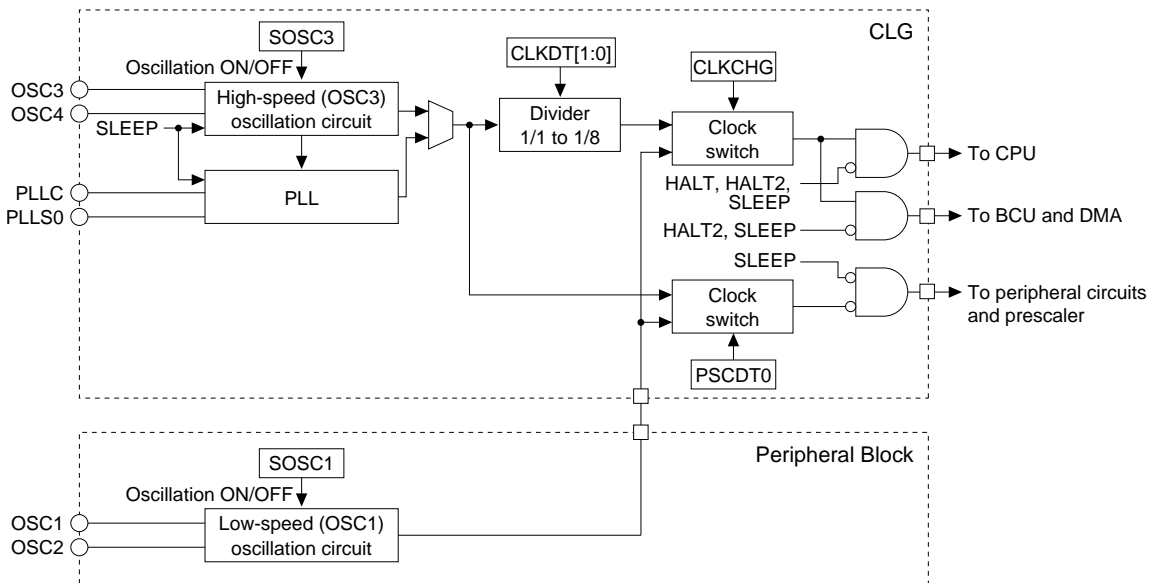 CLG
SOSC3
Oscillation ON/OFF
OSC3
OSC4
High-speed (OSC3)
oscillation circuit
SLEEP
PLLC
PLLS0
PLL
CLKDT[1:0]
Divider
1/1 to 1/8
CLKCHG
Clock
switch
HALT, HALT2,
SLEEP
To CPU
HALT2, SLEEP
To BCU and DMA
SLEEP
Clock
switch
PSCDT0
To peripheral circuits
and prescaler
Peripheral Block
SOSC1
Oscillation ON/OFF
OSC1
OSC2
Low-speed (OSC1)
oscillation circuit